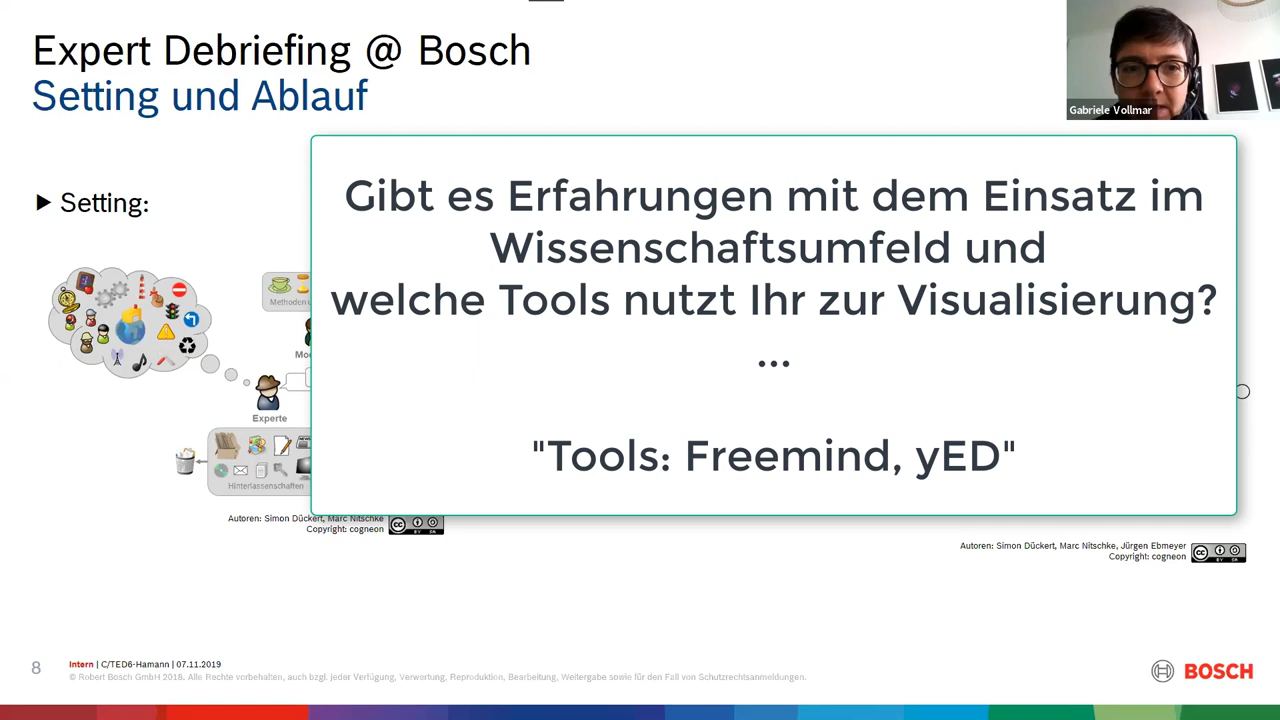 Expert Debriefing @ Bosch
Setting und Ablauf
Gabriele Vollmar
Setting:
Gibt es Erfahrungen mit dem Einsatz im
Wissenschaftsumfeld und
welche Tools nutzt Ihr zur Visualisierung?
...
"Tools: Freemind, yED"
Methoden u
Mo
Experte
Hinterlassenschaften
Autoren: Simon Dückert, Marc Nitschke
Copyright: cogneon
Autoren: Simon Dückert, Marc Nitschke, Jürgen Ebmeyer
Copyright: cogneon
8
Intern | C/TED6-Hamann | 07.11.2019
© Robert Bosch GmbH 2018. Alle Rechte vorbehalten, auch bzgl. jeder Verfügung, Verwertung, Reproduktion, Bearbeitung, Weitergabe sowie für den Fall von Schutzrechtsanmeldungen.
BOSCH